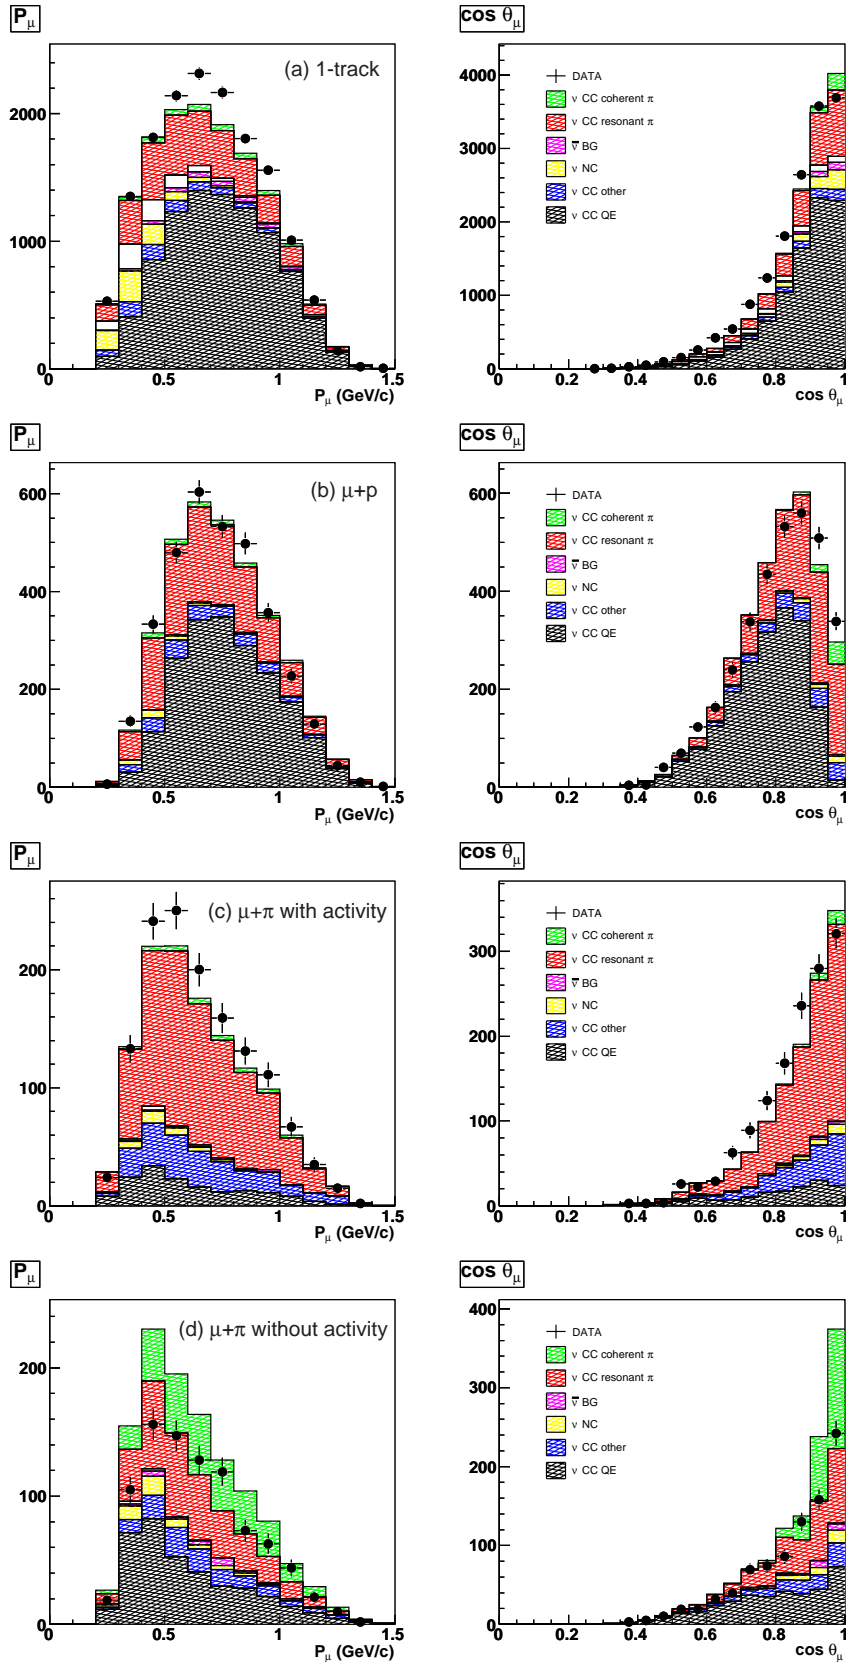 P_μ
cos θ_μ
(a) 1-track
DATA
ν CC coherent π
ν CC resonant π
ν̅ BG
ν NC
ν CC other
ν CC QE
2000
1000
0
0 0.5 1 1.5
P_μ (GeV/c)
4000
3000
2000
1000
0
0 0.2 0.4 0.6 0.8 1
cos θ_μ
P_μ
cos θ_μ
(b) μ+p
DATA
ν CC coherent π
ν CC resonant π
ν̅ BG
ν NC
ν CC other
ν CC QE
600
400
200
0
0 0.5 1 1.5
P_μ (GeV/c)
600
400
200
0
0 0.2 0.4 0.6 0.8 1
cos θ_μ
P_μ
cos θ_μ
(c) μ+π with activity
DATA
ν CC coherent π
ν CC resonant π
ν̅ BG
ν NC
ν CC other
ν CC QE
200
100
0
0 0.5 1 1.5
P_μ (GeV/c)
300
200
100
0
0 0.2 0.4 0.6 0.8 1
cos θ_μ
P_μ
cos θ_μ
(d) μ+π without activity
DATA
ν CC coherent π
ν CC resonant π
ν̅ BG
ν NC
ν CC other
ν CC QE
200
100
0
0 0.5 1 1.5
P_μ (GeV/c)
400
300
200
100
0
0 0.2 0.4 0.6 0.8 1
cos θ_μ